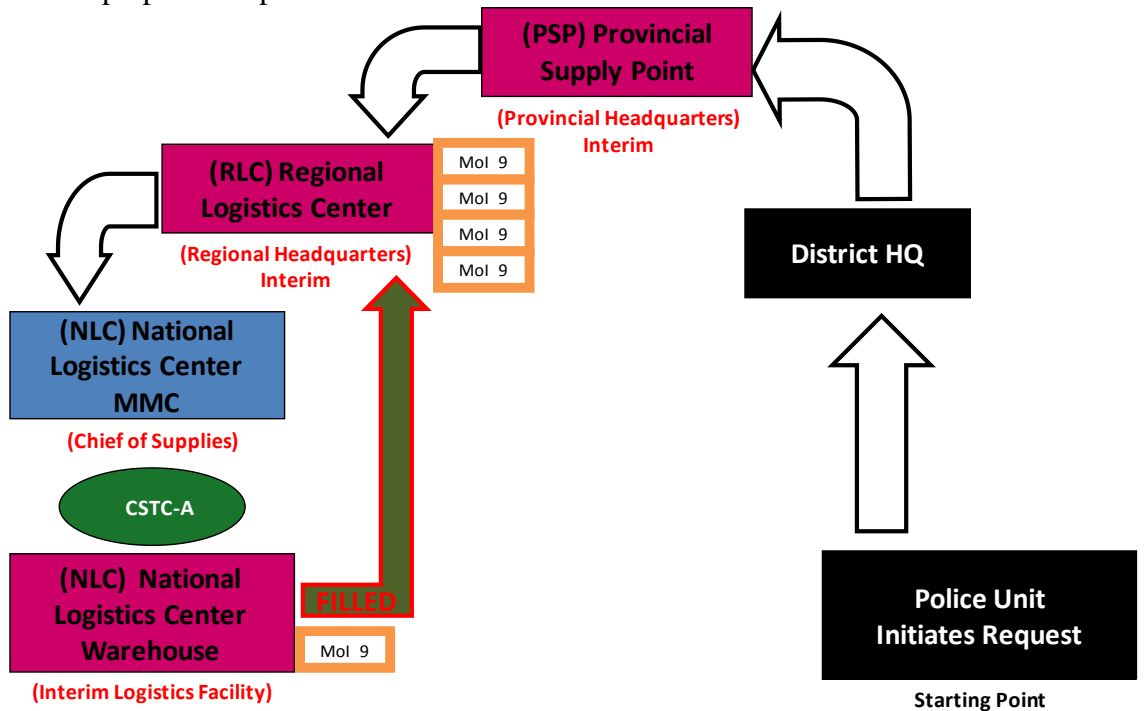 (PSP) Provincial
Supply Point
(Provincial Headquarters)
Interim
(RLC) Regional
Logistics Center
MoI 9
MoI 9
MoI 9
MoI 9
(Regional Headquarters)
Interim
District HQ
(NLC) National
Logistics Center
MMC
(Chief of Supplies)
CSTC-A
(NLC) National
Logistics Center
Warehouse
FILLED
MoI 9
(Interim Logistics Facility)
Police Unit
Initiates Request
Starting Point